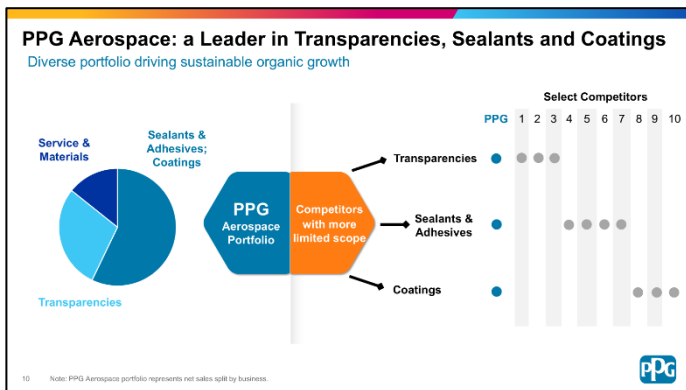 PPG Aerospace: a Leader in Transparencies, Sealants and Coatings
Diverse portfolio driving sustainable organic growth
Service &
Materials
Sealants &
Adhesives;
Coatings
Transparencies
PPG
Aerospace
Portfolio
Competitors
with more
limited scope
Select Competitors
PPG 1 2 3 4 5 6 7 8 9 10
Transparencies
Sealants &
Adhesives
Coatings
10 Note: PPG Aerospace portfolio represents net sales split by business.
PPG